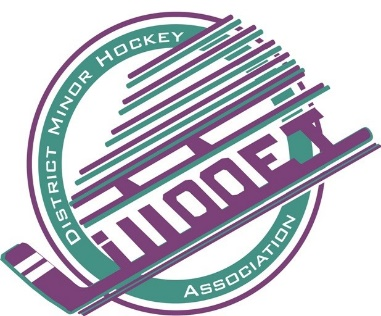 DISTRICT MINOR HOCKEY
ASSOCIATION